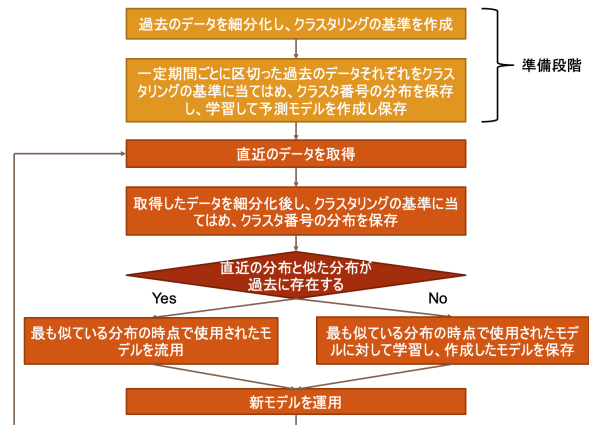 過去のデータを細分化し、クラスタリングの基準を作成
一定期間ごとに区切った過去のデータそれぞれをクラス
タリングの基準に当てはめ、クラスタ番号の分布を保存
し、学習して予測モデルを作成し保存
準備段階
直近のデータを取得
取得したデータを細分化後し、クラスタリングの基準に当
てはめ、クラスタ番号の分布を保存
直近の分布と似た分布が
過去に存在する
Yes
No
最も似ている分布の時点で使用されたモ
デルを流用
最も似ている分布の時点で使用されたモデ
ルに対して学習し、作成したモデルを保存
新モデルを運用